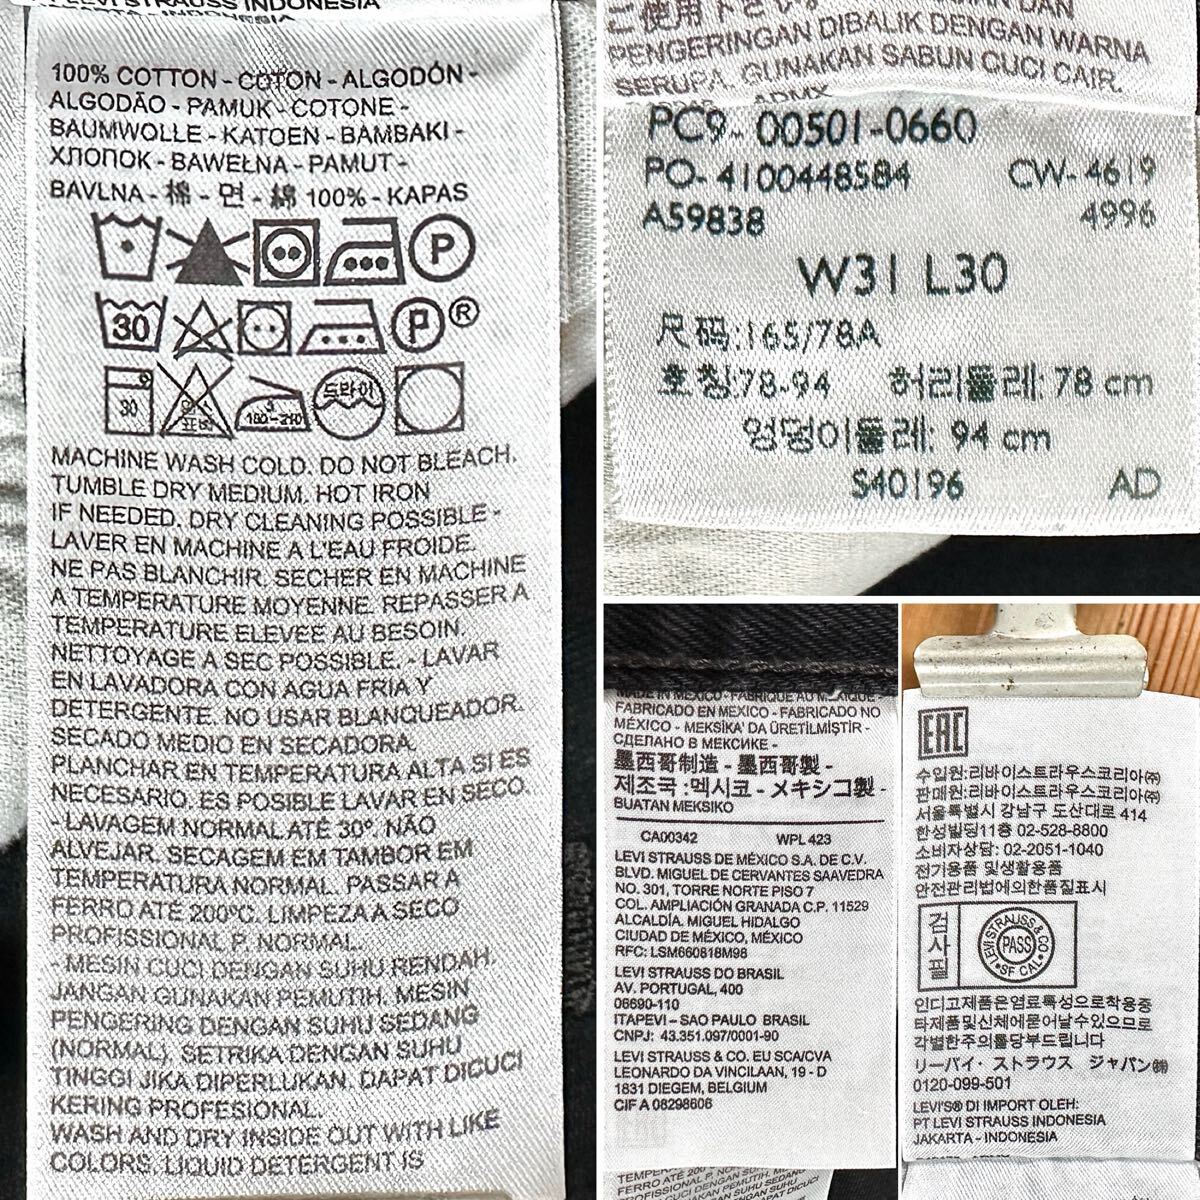 LEVI STRAUSS INDONESIA
100% COTTON - COTON - ALGODÓN -
ALGODÃO - PAMUK - COTONE -
BAUMWOLLE - KATOEN - BAMBAKI -
ХЛОПОК - BAWEŁNA - PAMUT -
BAVLNA - 棉 - 면 - 綿 100% - KAPAS
P
30
P ®
30
180-210
드라이
MACHINE WASH COLD. DO NOT BLEACH.
TUMBLE DRY MEDIUM. HOT IRON
IF NEEDED. DRY CLEANING POSSIBLE -
LAVER EN MACHINE A L'EAU FROIDE.
NE PAS BLANCHIR. SECHER EN MACHINE
A TEMPERATURE MOYENNE. REPASSER A
TEMPERATURE ELEVEE AU BESOIN.
NETTOYAGE A SEC POSSIBLE. - LAVAR
EN LAVADORA CON AGUA FRIA Y
DETERGENTE. NO USAR BLANQUEADOR.
SECADO MEDIO EN SECADORA.
PLANCHAR EN TEMPERATURA ALTA SI ES
NECESARIO. ES POSIBLE LAVAR EN SECO.
- LAVAGEM NORMAL ATÉ 30º. NÃO
ALVEJAR. SECAGEM EM TAMBOR EM
TEMPERATURA NORMAL. PASSAR A
FERRO ATÉ 200ºC. LIMPEZA A SECO
PROFISSIONAL P. NORMAL.
- MESIN CUCI DENGAN SUHU RENDAH.
JANGAN GUNAKAN PEMUTIH. MESIN
PENGERING DENGAN SUHU SEDANG
(NORMAL). SETRIKA DENGAN SUHU
TINGGI JIKA DIPERLUKAN. DAPAT DICUCI
KERING PROFESIONAL.
WASH AND DRY INSIDE OUT WITH LIKE
COLORS. LIQUID DETERGENT IS
ご使用下さい。 DAN
PENGERINGAN DIBALIK DENGAN WARNA
SERUPA. GUNAKAN SABUN CUCI CAIR.
ADMX
PC9- 00501-0660
PO- 4100448584 CW- 4619
A59838 4996
W31 L30
尺码:165/78A
호칭:78-94 허리둘레: 78 cm
엉덩이둘레: 94 cm
S40196 AD
MADE IN MEXICO - FABRIQUE AU MEXIQUE -
FABRICADO EN MEXICO - FABRICADO NO
MÉXICO - MEKSİKA' DA ÜRETİLMİŞTİR -
СДЕЛАНО В МЕКСИКЕ -
墨西哥制造 - 墨西哥製 -
제조국 :멕시코 - メキシコ製 -
BUATAN MEKSIKO
CA00342 WPL 423
LEVI STRAUSS DE MÉXICO S.A. DE C.V.
BLVD. MIGUEL DE CERVANTES SAAVEDRA
NO. 301, TORRE NORTE PISO 7
COL. AMPLIACIÓN GRANADA C.P. 11529
ALCALDÍA. MIGUEL HIDALGO
CIUDAD DE MÉXICO, MÉXICO
RFC: LSM660818M98
LEVI STRAUSS DO BRASIL
AV. PORTUGAL, 400
06690-110
ITAPEVI – SAO PAULO BRASIL
CNPJ: 43.351.097/0001-90
LEVI STRAUSS & CO. EU SCA/CVA
LEONARDO DA VINCILAAN, 19 - D
1831 DIEGEM, BELGIUM
CIF A 08298606
FERRO ATÉ 200
PROFISSIONAL P. NORMAL.
EAC
수입원:리바이스트라우스코리아㈜
판매원:리바이스트라우스코리아㈜
서울특별시 강남구 도산대로 414
한성빌딩11층 02-528-8800
소비자상담: 02-2051-1040
전기용품 및생활용품
안전관리법에의한품질표시
검사필
LEVI STRAUSS & CO
PASS
SF CAL
인디고제품은염료특성으로착용중
타제품및신체에묻어날수있으므로
각별한주의를당부드립니다
リーバイ・ストラウス ジャパン㈱
0120-099-501
LEVI'S® DI IMPORT OLEH:
PT LEVI STRAUSS INDONESIA
JAKARTA - INDONESIA